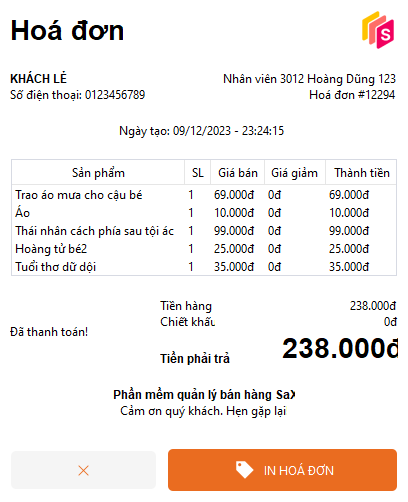 Hoá đơn
S
KHÁCH LẺ
Nhân viên 3012 Hoàng Dũng 123
Số điện thoại: 0123456789
Hoá đơn #12294
Ngày tạo: 09/12/2023 - 23:24:15
Sản phẩm SL Giá bán Giá giảm Thành tiền
Trao áo mưa cho cậu bé 1 69.000đ 0đ 69.000đ
Áo 1 10.000đ 0đ 10.000đ
Thái nhân cách phía sau tội ác 1 99.000đ 0đ 99.000đ
Hoàng tử bé2 1 25.000đ 0đ 25.000đ
Tuổi thơ dữ dội 1 35.000đ 0đ 35.000đ
Tiền hàng 238.000đ
Chiết khấu 0đ
Đã thanh toán!
Tiền phải trả 238.000đ
Phần mềm quản lý bán hàng SaX
Cảm ơn quý khách. Hẹn gặp lại
IN HOÁ ĐƠN